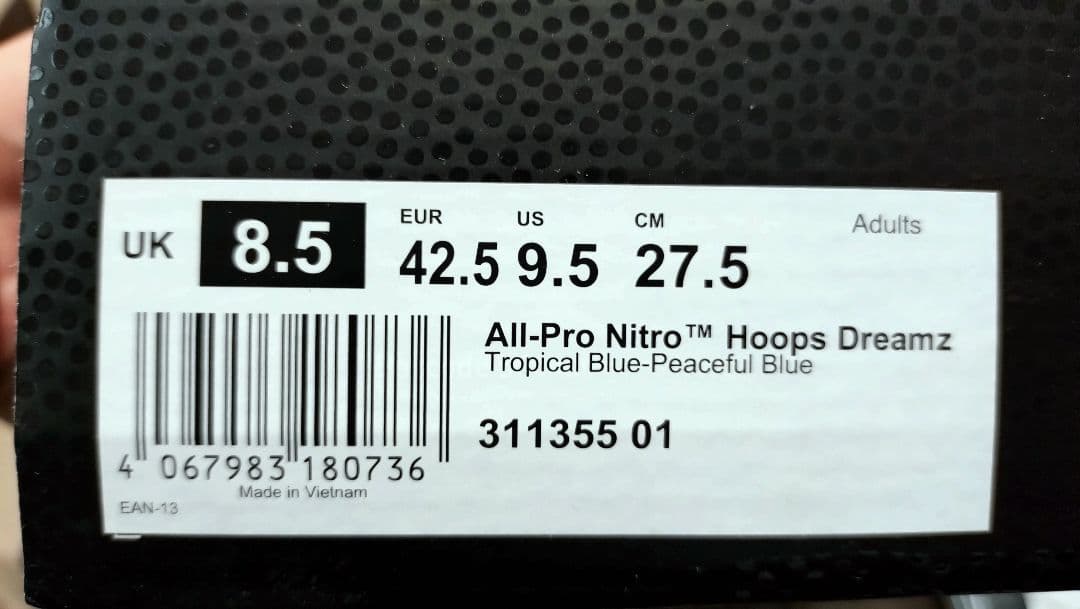 UK 8.5
EUR US CM
42.5 9.5 27.5
Adults
All-Pro Nitro™ Hoops Dreamz
Tropical Blue-Peaceful Blue
311355 01
4 067983 180736
Made in Vietnam
EAN-13